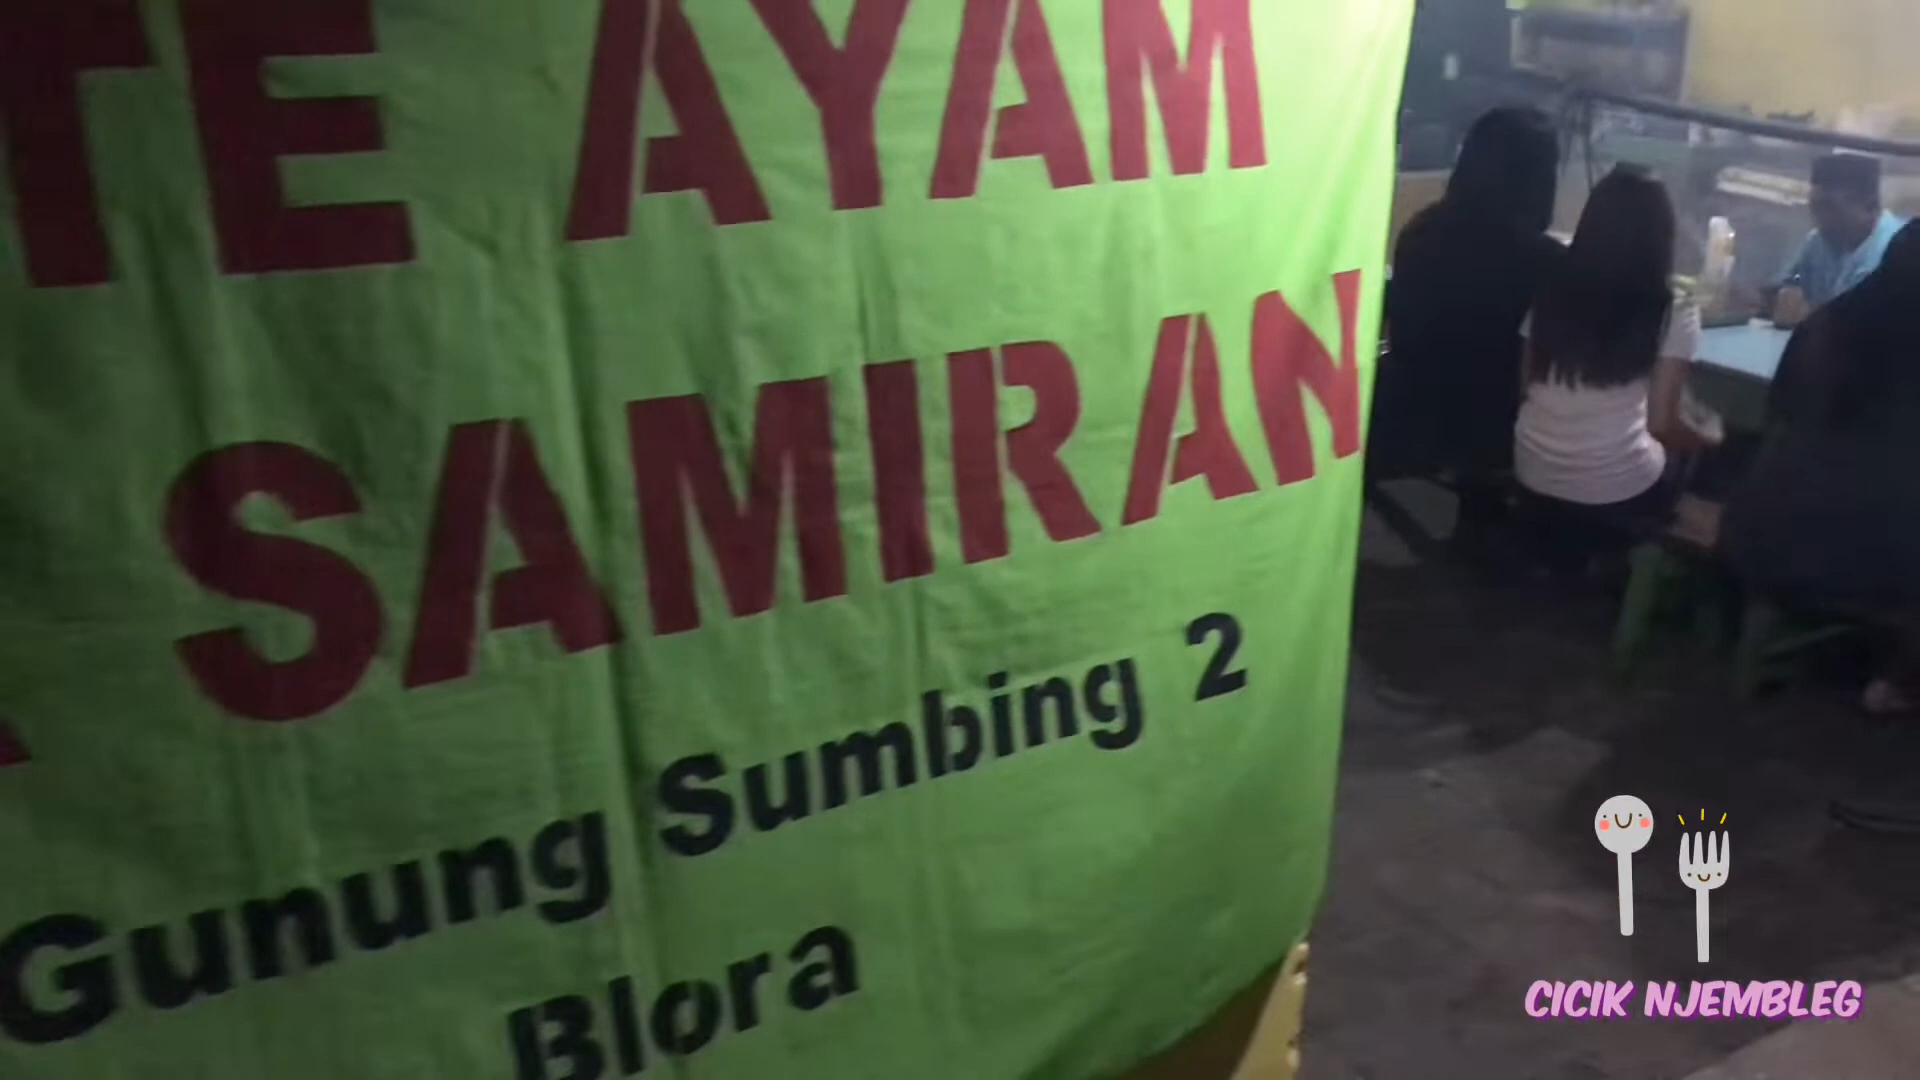 TE AYAM
SAMIRAN
Gunung Sumbing 2
Blora
CICIK NJEMBLEG